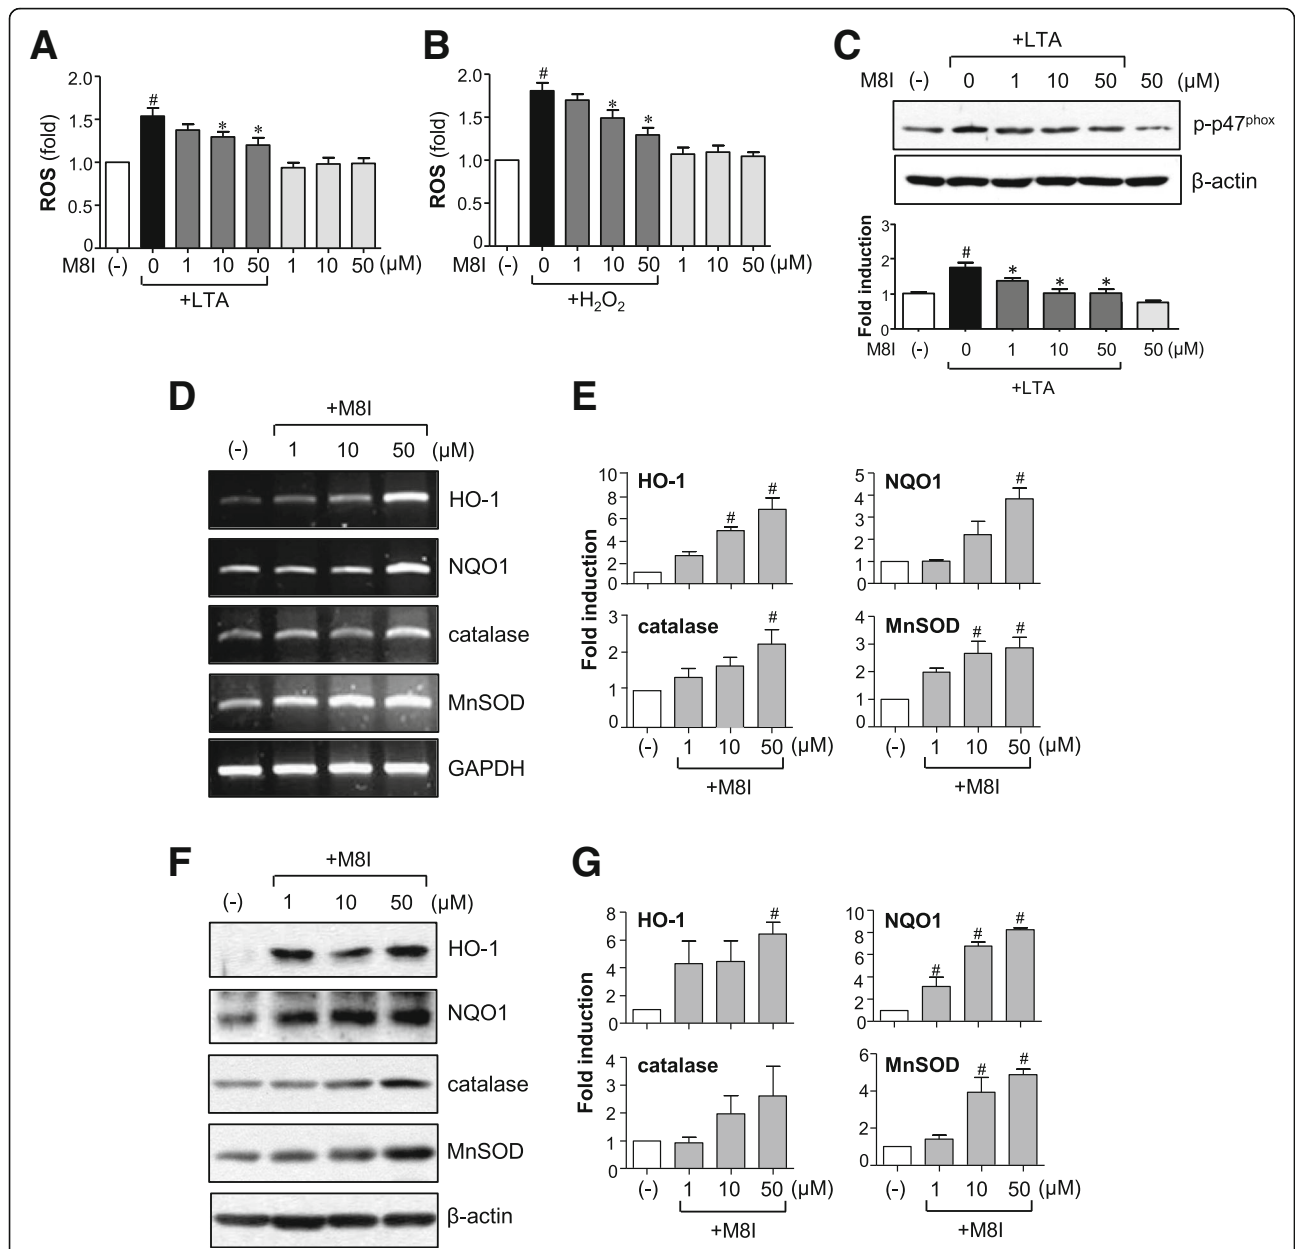 A
ROS (fold)
2.0
1.5
1.0
0.5
0
#
* *
M8I (-) 0 1 10 50 1 10 50 (μM)
+LTA
B
ROS (fold)
2.0
1.5
1.0
0.5
0
#
* *
M8I (-) 0 1 10 50 1 10 50 (μM)
+H₂O₂
C
+LTA
M8I (-) 0 1 10 50 50 (μM)
p-p47phox
β-actin
Fold induction
3
2
1
0
#
* * *
M8I (-) 0 1 10 50 50 (μM)
+LTA
D
+M8I
(-) 1 10 50 (μM)
HO-1
NQO1
catalase
MnSOD
GAPDH
E
Fold induction
HO-1
10
8
6
4
2
0
# #
NQO1
5
4
3
2
1
0
#
catalase
3
2
1
0
#
(-) 1 10 50 (μM)
+M8I
MnSOD
4
3
2
1
0
# #
(-) 1 10 50 (μM)
+M8I
F
+M8I
(-) 1 10 50 (μM)
HO-1
NQO1
catalase
MnSOD
β-actin
G
Fold induction
HO-1
8
6
4
2
0
#
NQO1
10
8
6
4
2
0
# # #
catalase
4
3
2
1
0
(-) 1 10 50 (μM)
+M8I
MnSOD
6
4
2
0
# #
(-) 1 10 50 (μM)
+M8I